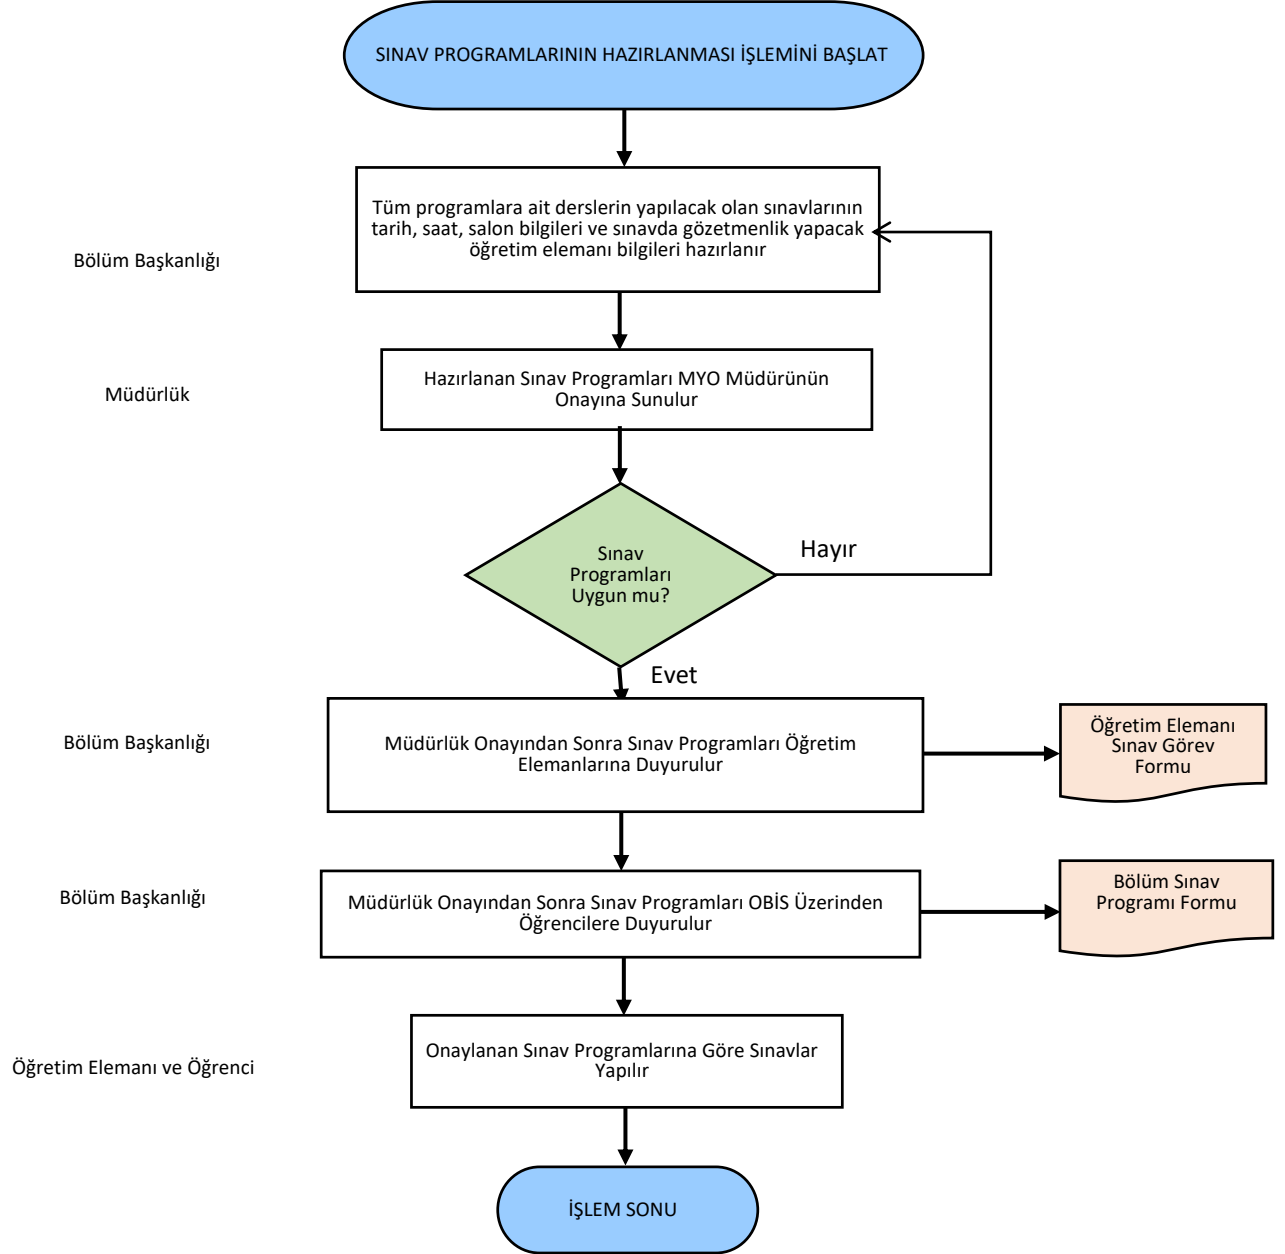 SINAV PROGRAMLARININ HAZIRLANMASI İŞLEMİNİ BAŞLAT
Tüm programlara ait derslerin yapılacak olan sınavlarının
tarih, saat, salon bilgileri ve sınavda gözetmenlik yapacak
öğretim elemanı bilgileri hazırlanır
Bölüm Başkanlığı
Hazırlanan Sınav Programları MYO Müdürünün
Onayına Sunulur
Müdürlük
Sınav
Programları
Uygun mu?
Hayır
Evet
Bölüm Başkanlığı
Müdürlük Onayından Sonra Sınav Programları Öğretim
Elemanlarına Duyurulur
Öğretim Elemanı
Sınav Görev
Formu
Bölüm Başkanlığı
Müdürlük Onayından Sonra Sınav Programları OBİS Üzerinden
Öğrencilere Duyurulur
Bölüm Sınav
Programı Formu
Öğretim Elemanı ve Öğrenci
Onaylanan Sınav Programlarına Göre Sınavlar
Yapılır
İŞLEM SONU